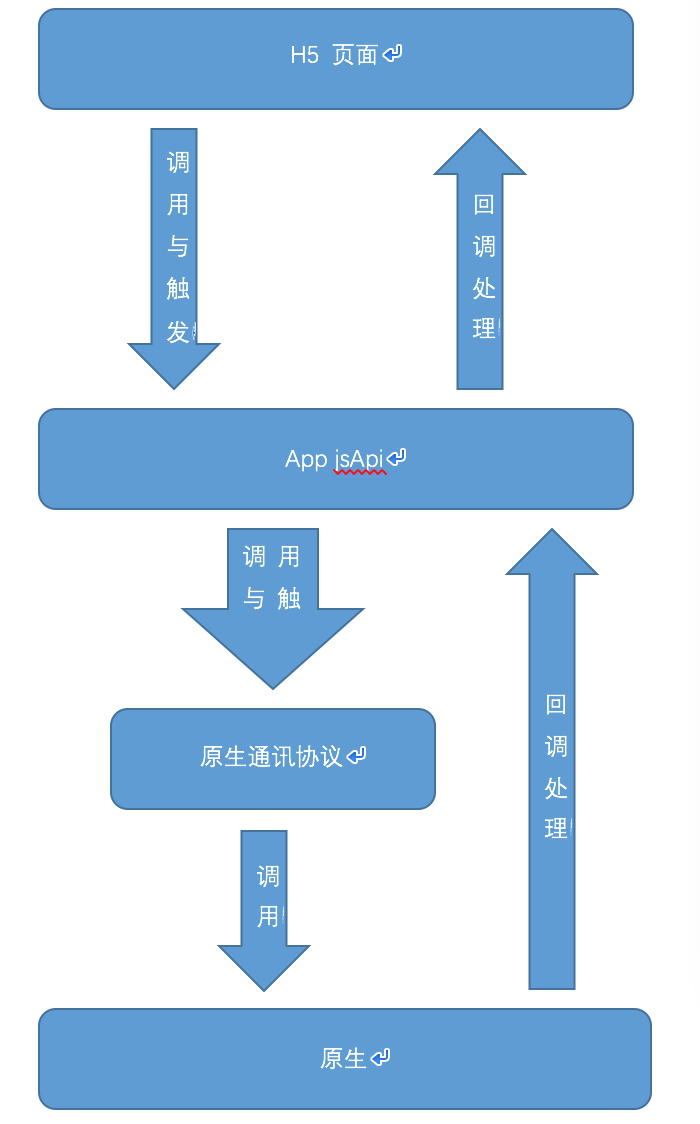 H5 页面
调
用
与
触
发
回
调
处
理
App jsApi
调 用
与 触
原生通讯协议
回
调
处
理
调
用
原生